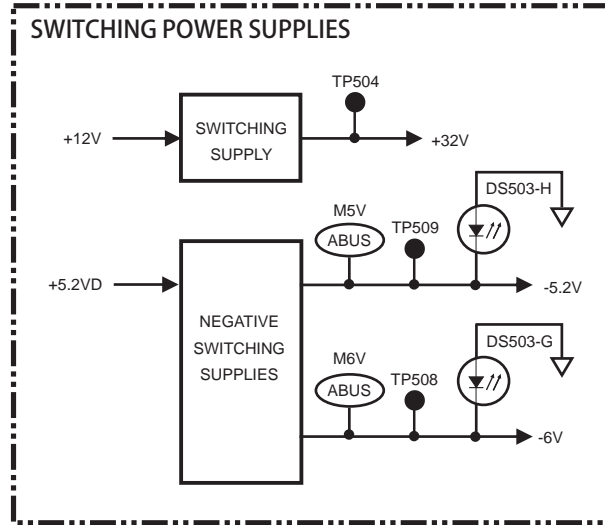 SWITCHING POWER SUPPLIES
TP504
+12V
SWITCHING
SUPPLY
+32V
DS503-H
M5V
TP509
ABUS
+5.2VD
-5.2V
NEGATIVE
SWITCHING
SUPPLIES
DS503-G
M6V
TP508
ABUS
-6V